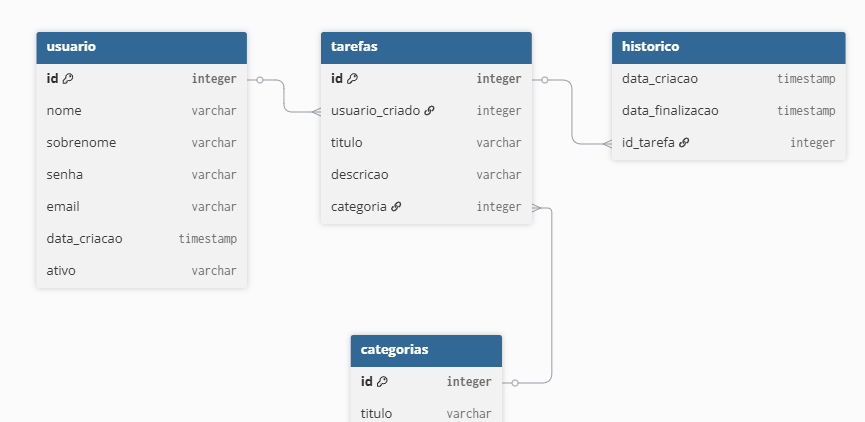 usuario
id integer
nome varchar
sobrenome varchar
senha varchar
email varchar
data_criacao timestamp
ativo varchar
tarefas
id integer
usuario_criado integer
titulo varchar
descricao varchar
categoria integer
historico
data_criacao timestamp
data_finalizacao timestamp
id_tarefa integer
categorias
id integer
titulo varchar